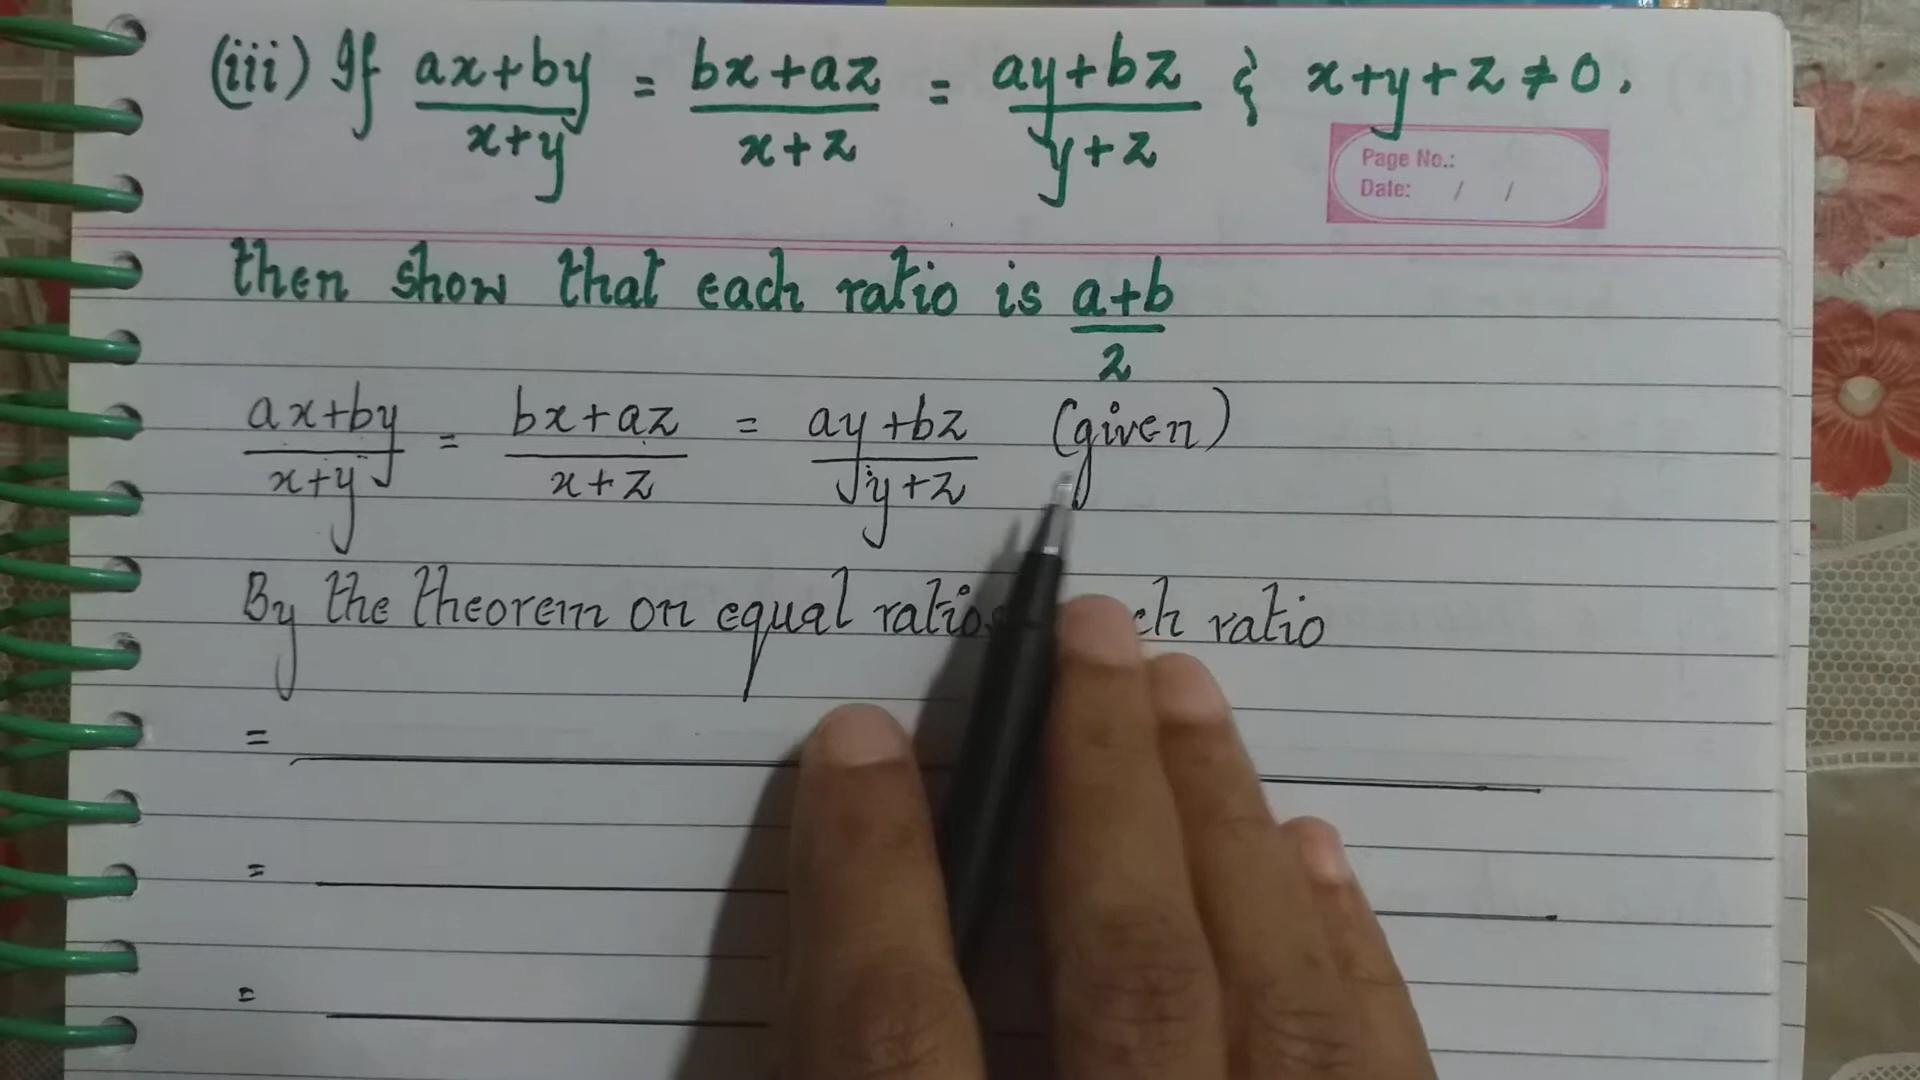 (iii) If ax+by/x+y = bx+az/x+z = ay+bz/y+z & x+y+z≠0.
Page No.:
Date: / /
then show that each ratio is a+b/2
ax+by/x+y = bx+az/x+z = ay+bz/y+z (given)
By the theorem on equal ratio ratio
=
=
=